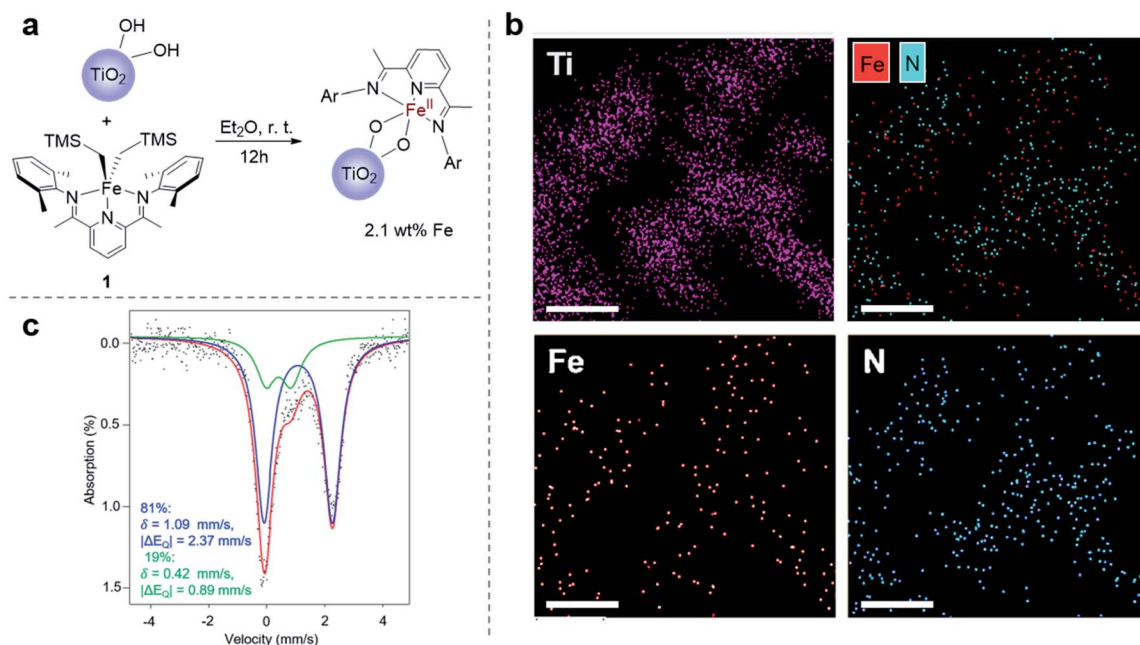 a
OH
OH
TiO2
+
TMS
TMS
Fe
N
N
N
1
Et2O, r. t.
12h
Ar
N
N
FeII
O
O
N
Ar
TiO2
2.1 wt% Fe
b
Ti
Fe
N
Fe
N
c
0.0
0.5
1.0
1.5
Absorption (%)
81%:
δ = 1.09 mm/s,
|ΔEQ| = 2.37 mm/s
19%:
δ = 0.42 mm/s,
|ΔEQ| = 0.89 mm/s
-4
-2
0
2
4
Velocity (mm/s)